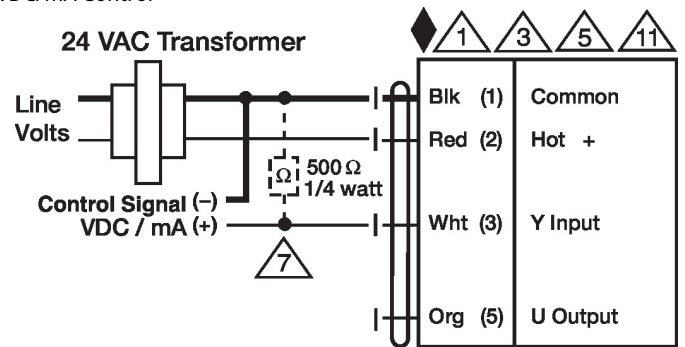 24 VAC Transformer
1 3 5 11
Line
Volts
Blk (1) Common
Red (2) Hot +
Ω 500 Ω
1/4 watt
Control Signal (–)
VDC / mA (+)
Wht (3) Y Input
7
Org (5) U Output